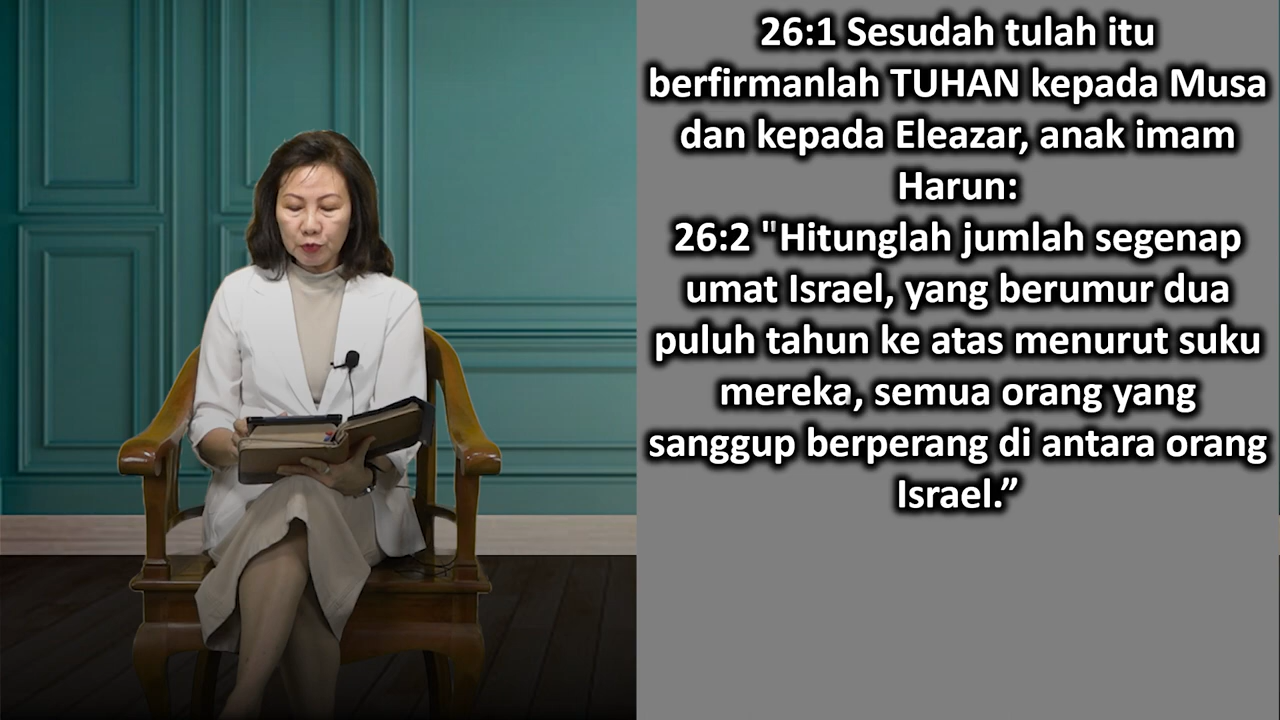 26:1 Sesudah tulah itu
berfirmanlah TUHAN kepada Musa
dan kepada Eleazar, anak imam
Harun:
26:2 "Hitunglah jumlah segenap
umat Israel, yang berumur dua
puluh tahun ke atas menurut suku
mereka, semua orang yang
sanggup berperang di antara orang
Israel.”